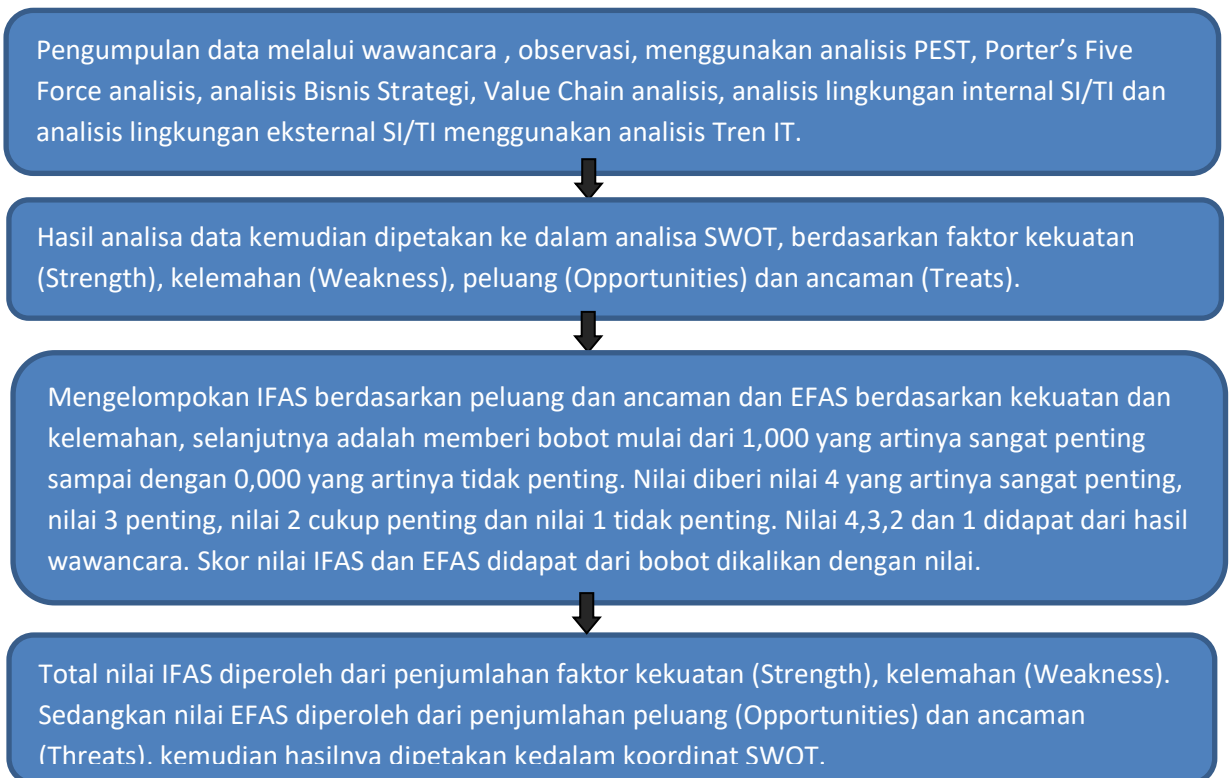 Pengumpulan data melalui wawancara , observasi, menggunakan analisis PEST, Porter’s Five
Force analisis, analisis Bisnis Strategi, Value Chain analisis, analisis lingkungan internal SI/TI dan
analisis lingkungan eksternal SI/TI menggunakan analisis Tren IT.
Hasil analisa data kemudian dipetakan ke dalam analisa SWOT, berdasarkan faktor kekuatan
(Strength), kelemahan (Weakness), peluang (Opportunities) dan ancaman (Treats).
Mengelompokan IFAS berdasarkan peluang dan ancaman dan EFAS berdasarkan kekuatan dan
kelemahan, selanjutnya adalah memberi bobot mulai dari 1,000 yang artinya sangat penting
sampai dengan 0,000 yang artinya tidak penting. Nilai diberi nilai 4 yang artinya sangat penting,
nilai 3 penting, nilai 2 cukup penting dan nilai 1 tidak penting. Nilai 4,3,2 dan 1 didapat dari hasil
wawancara. Skor nilai IFAS dan EFAS didapat dari bobot dikalikan dengan nilai.
Total nilai IFAS diperoleh dari penjumlahan faktor kekuatan (Strength), kelemahan (Weakness).
Sedangkan nilai EFAS diperoleh dari penjumlahan peluang (Opportunities) dan ancaman
(Threats). kemudian hasilnya dipetakan kedalam koordinat SWOT.